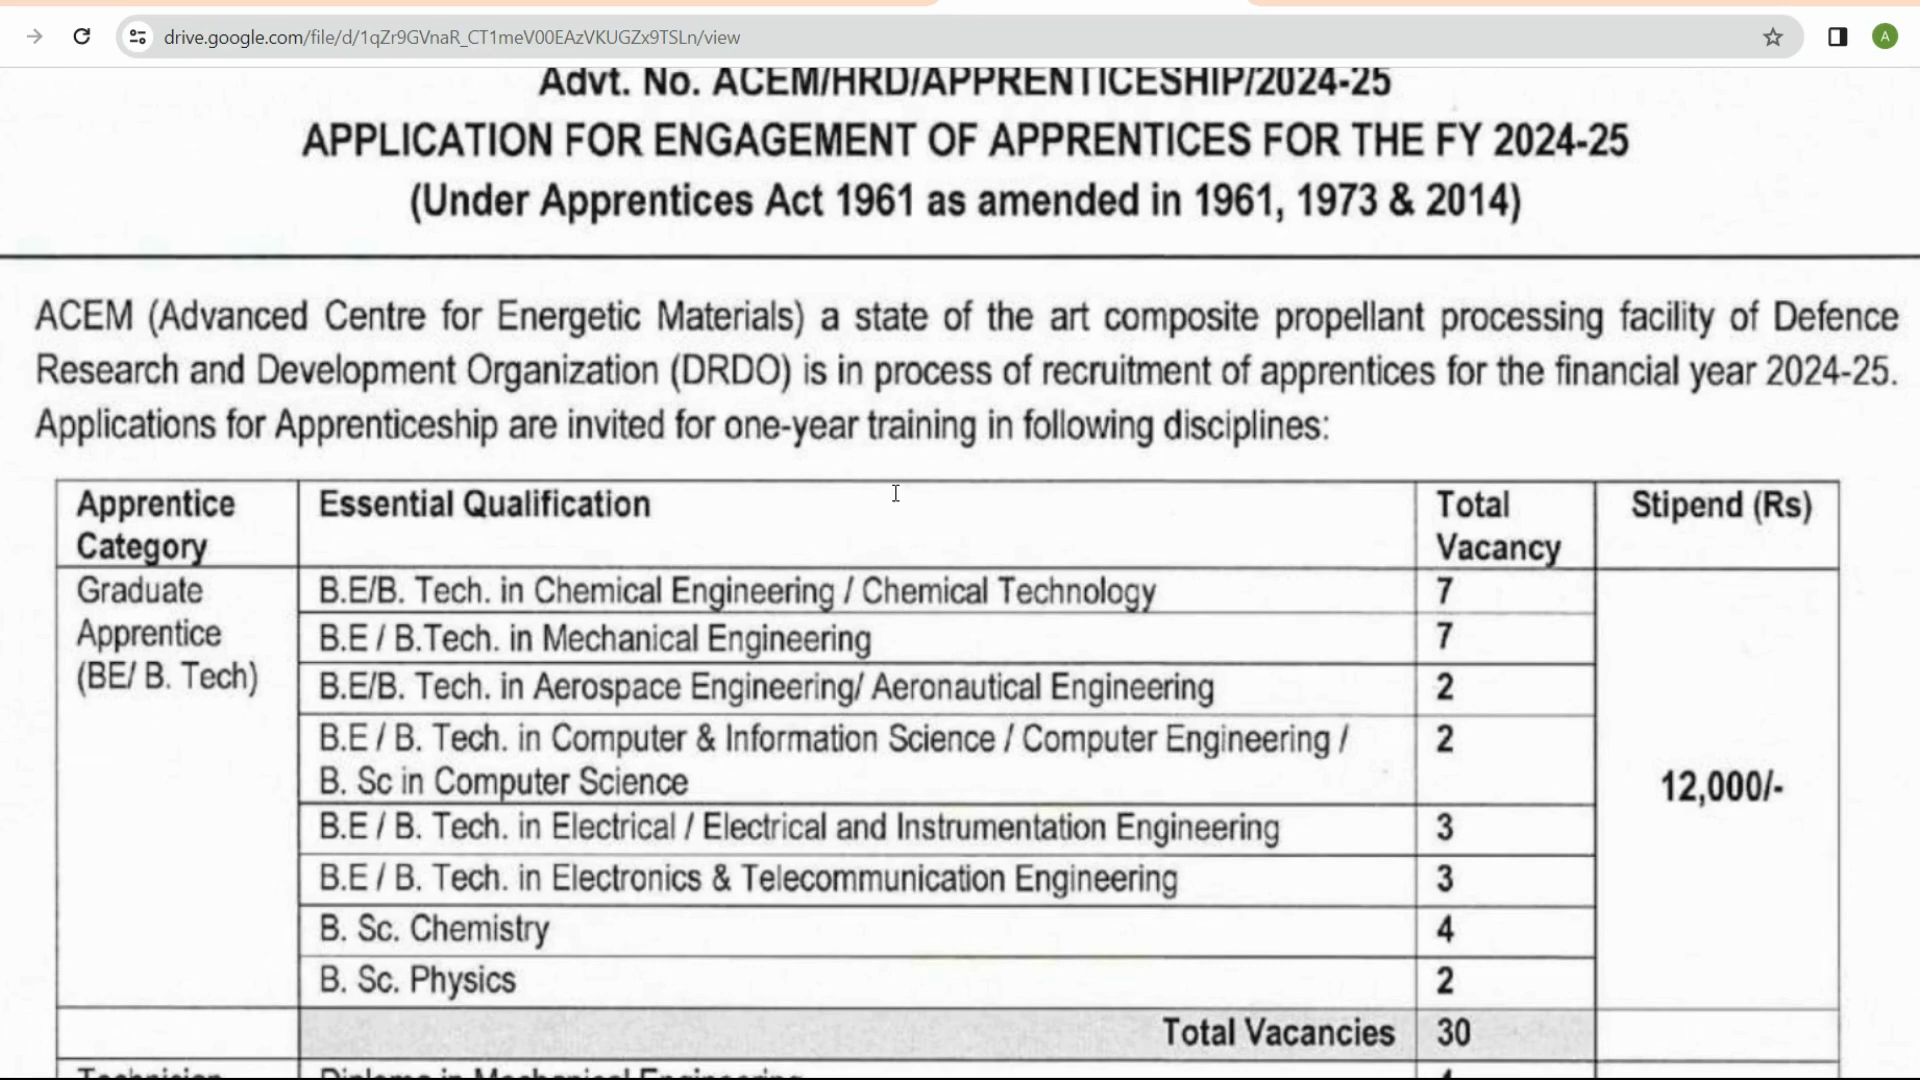 drive.google.com/file/d/1qZr9GVnaR_CT1meV00EAzVKUGZx9TSLn/view
A
Advt. No. ACEM/HRD/APPRENTICESHIP/2024-25
APPLICATION FOR ENGAGEMENT OF APPRENTICES FOR THE FY 2024-25
(Under Apprentices Act 1961 as amended in 1961, 1973 & 2014)
ACEM (Advanced Centre for Energetic Materials) a state of the art composite propellant processing facility of Defence
Research and Development Organization (DRDO) is in process of recruitment of apprentices for the financial year 2024-25.
Applications for Apprenticeship are invited for one-year training in following disciplines:
Apprentice Category Essential Qualification Total Vacancy Stipend (Rs)
Graduate Apprentice (BE/ B. Tech) B.E/B. Tech. in Chemical Engineering / Chemical Technology 7
B.E / B.Tech. in Mechanical Engineering 7
B.E/B. Tech. in Aerospace Engineering/ Aeronautical Engineering 2
B.E / B. Tech. in Computer & Information Science / Computer Engineering / 2
B. Sc in Computer Science 12,000/-
B.E / B. Tech. in Electrical / Electrical and Instrumentation Engineering 3
B.E / B. Tech. in Electronics & Telecommunication Engineering 3
B. Sc. Chemistry 4
B. Sc. Physics 2
Total Vacancies 30
Technician Diploma in Mechanical Engineering